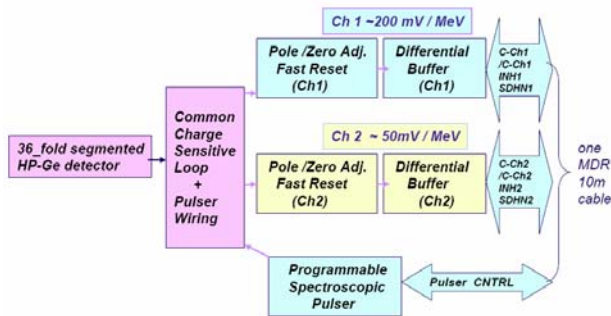 Ch 1 ~200 mV / MeV
Pole /Zero Adj.
Fast Reset
(Ch1)
Differential
Buffer
(Ch1)
C-Ch1
/C-Ch1
INH1
SDHN1
Common
Charge
Sensitive
Loop
+
Pulser
Wiring
36_fold segmented
HP-Ge detector
Ch 2 ~ 50mV / MeV
Pole /Zero Adj.
Fast Reset
(Ch2)
Differential
Buffer
(Ch2)
C-Ch2
/C-Ch2
INH2
SDHN2
one
MDR
10m
cable
Programmable
Spectroscopic
Pulser
Pulser CNTRL